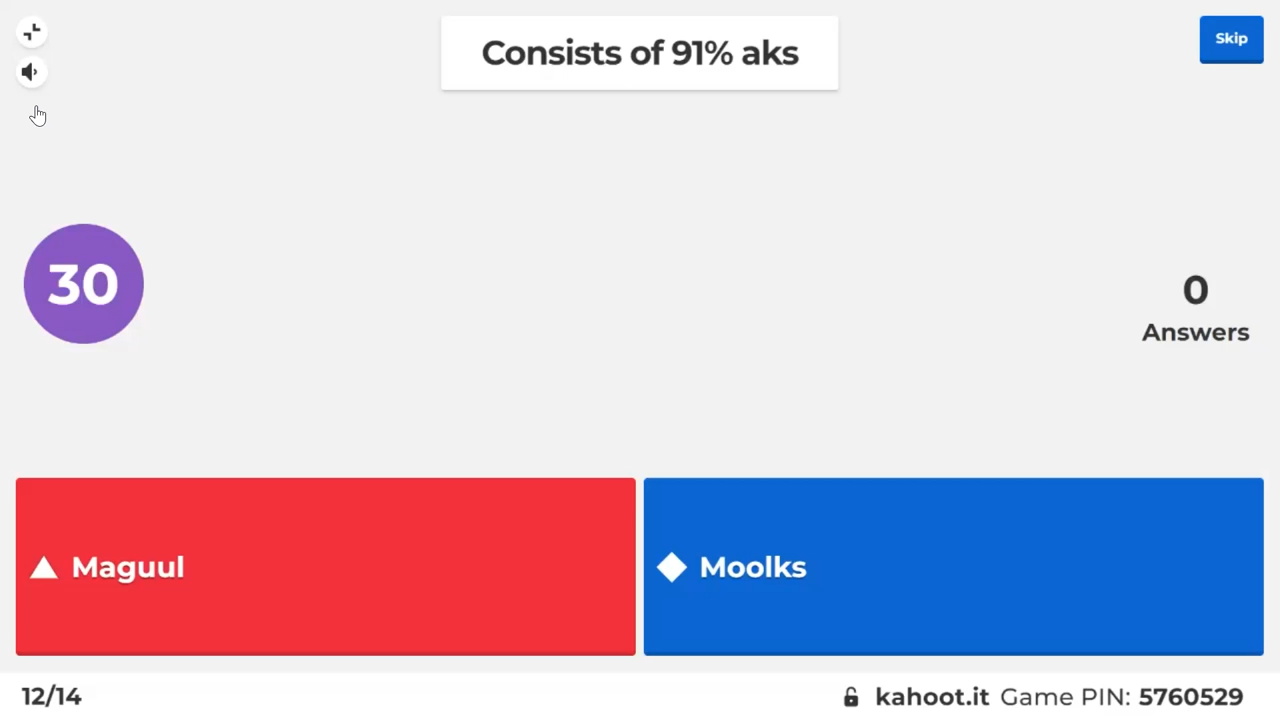 Consists of 91% aks
Skip
30
0
Answers
Maguul
Moolks
12/14
kahoot.it Game PIN: 5760529